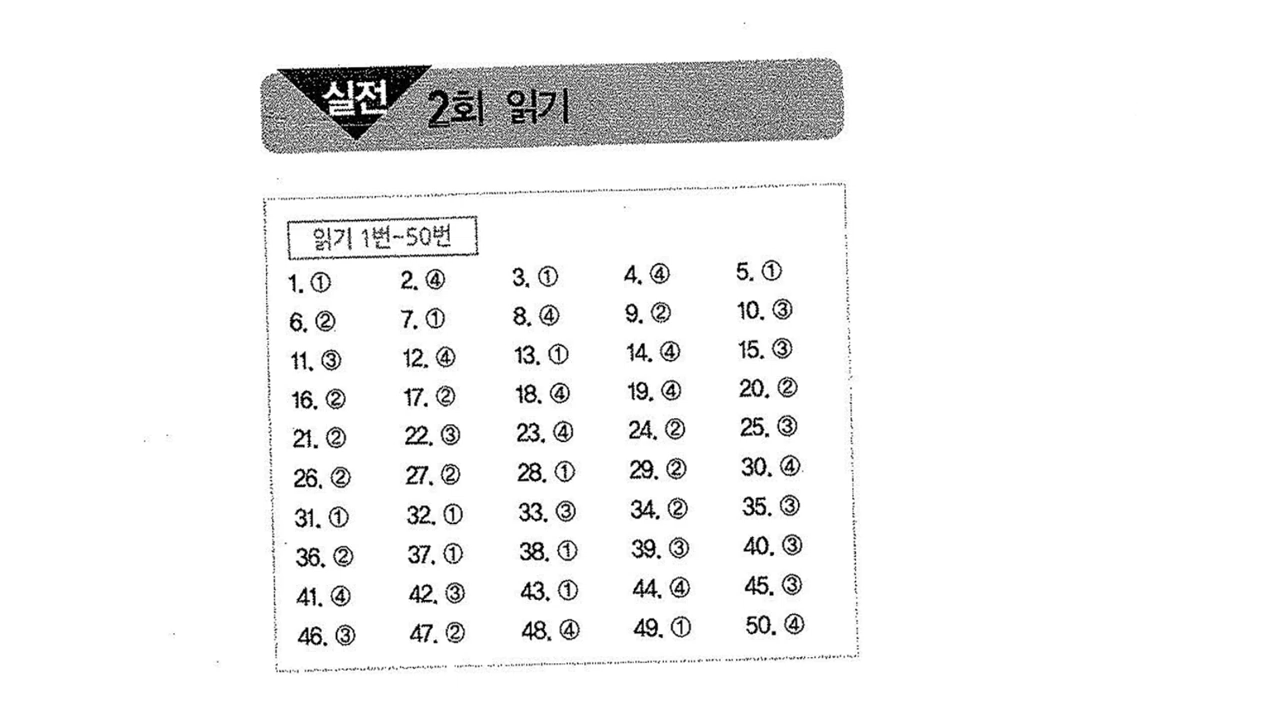 실전 2회 읽기
읽기 1번~50번
1. ① 2. ④ 3. ① 4. ④ 5. ①
6. ② 7. ① 8. ④ 9. ② 10. ③
11. ③ 12. ④ 13. ① 14. ④ 15. ③
16. ② 17. ② 18. ④ 19. ④ 20. ②
21. ② 22. ③ 23. ④ 24. ② 25. ③
26. ② 27. ② 28. ① 29. ② 30. ④
31. ① 32. ① 33. ③ 34. ② 35. ③
36. ② 37. ① 38. ① 39. ③ 40. ③
41. ④ 42. ③ 43. ① 44. ④ 45. ③
46. ③ 47. ② 48. ④ 49. ① 50. ④